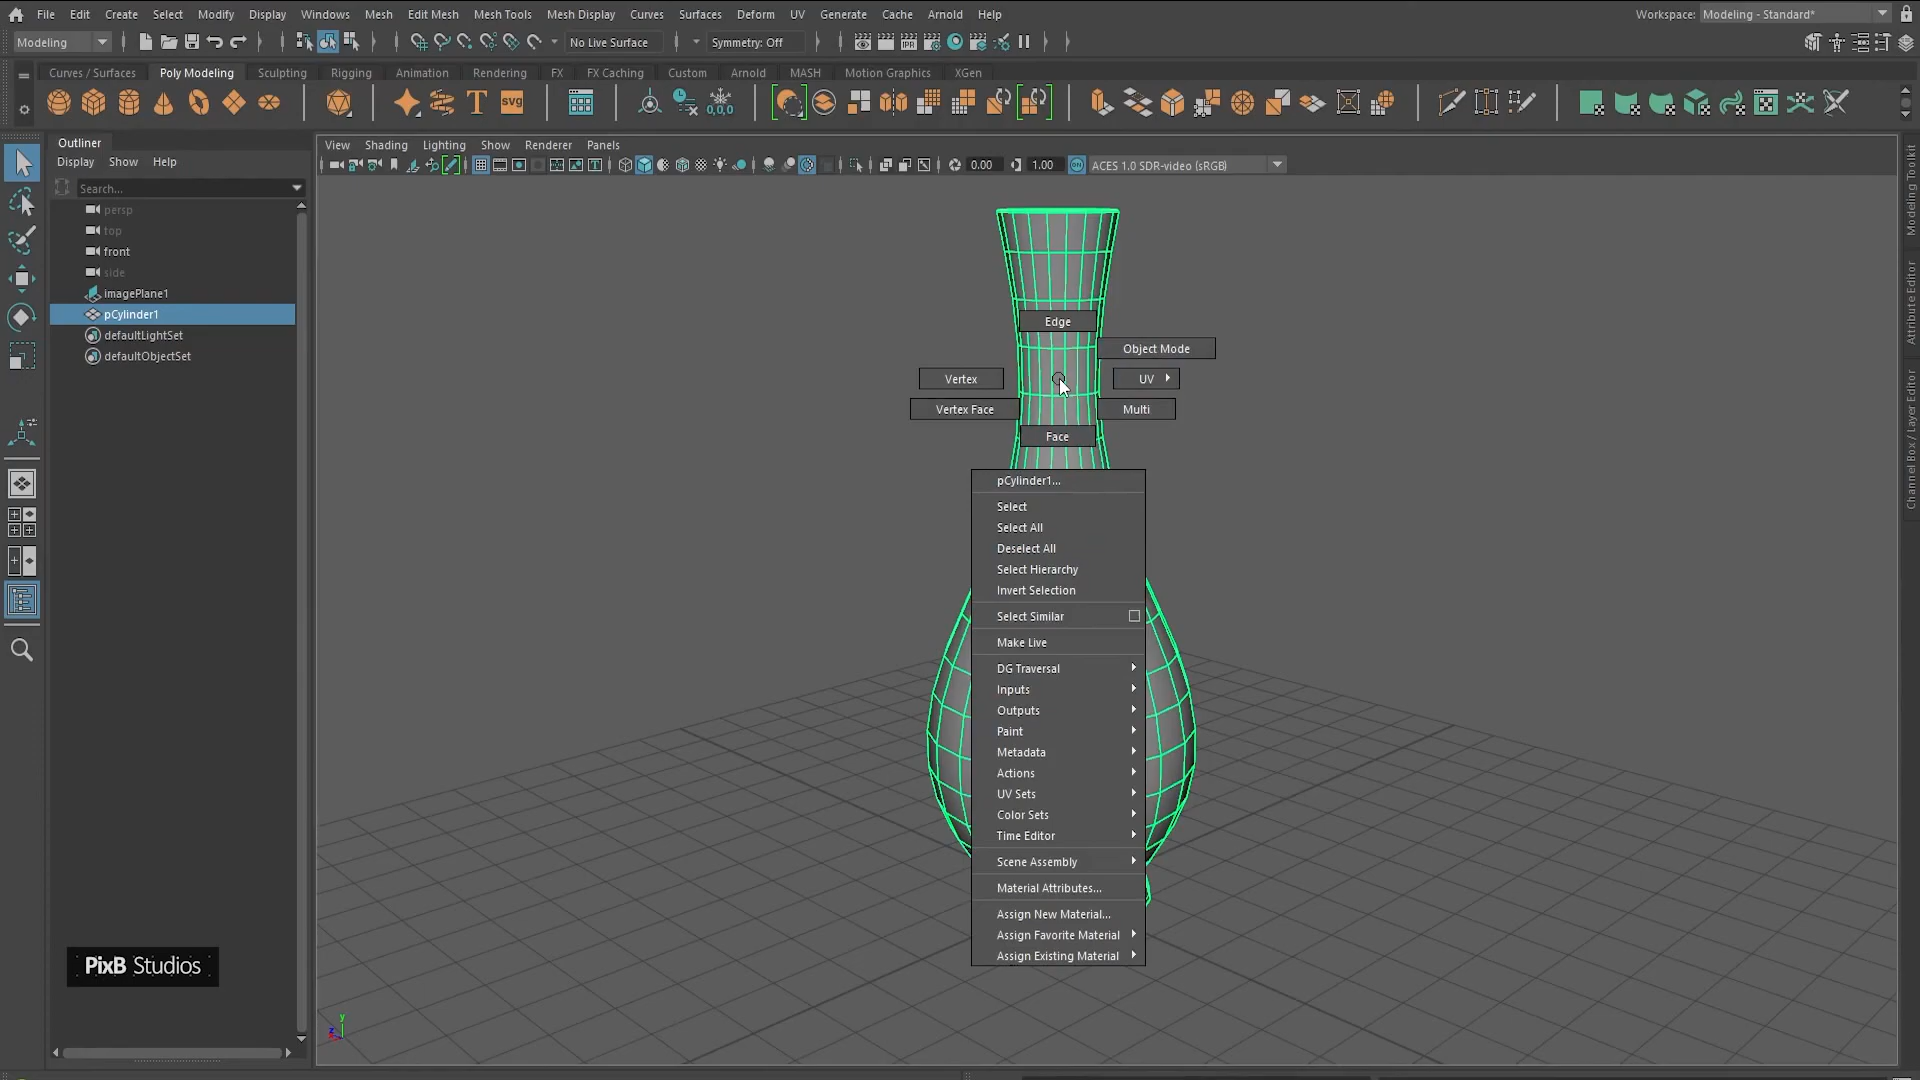 File Edit Create Select Modify Display Windows Mesh Edit Mesh Mesh Tools Mesh Display Curves Surfaces Deform UV Generate Cache Arnold Help
Workspace: Modeling - Standard*
Modeling
No Live Surface
Symmetry: Off
Curves / Surfaces Poly Modeling Sculpting Rigging Animation Rendering FX FX Caching Custom Arnold MASH Motion Graphics XGen
T
svg
0,0,0
IPR
Outliner
Display Show Help
Search...
persp
top
front
side
imagePlane1
pCylinder1
defaultLightSet
defaultObjectSet
View Shading Lighting Show Renderer Panels
0.00
1.00
ON
ACES 1.0 SDR-video (sRGB)
Edge
Object Mode
Vertex
UV
Vertex Face
Multi
Face
pCylinder1...
Select
Select All
Deselect All
Select Hierarchy
Invert Selection
Select Similar
Make Live
DG Traversal
Inputs
Outputs
Paint
Metadata
Actions
UV Sets
Color Sets
Time Editor
Scene Assembly
Material Attributes...
Assign New Material...
Assign Favorite Material
Assign Existing Material
PixB Studios
y
z
Modeling Toolkit
Attribute Editor
Channel Box / Layer Editor